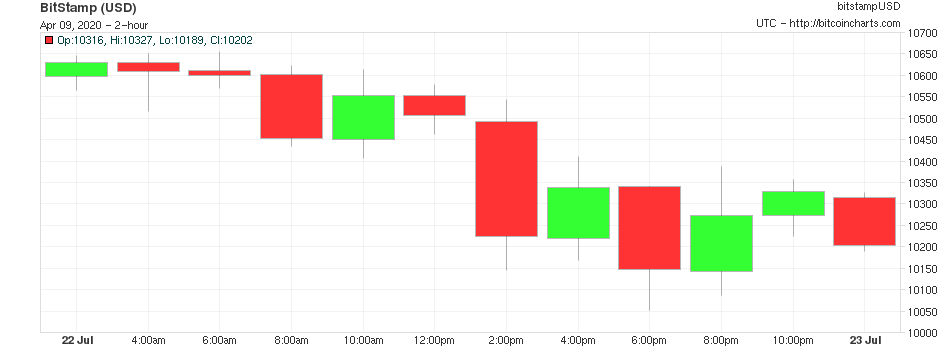 BitStamp (USD)
bitstampUSD
Apr 09, 2020 - 2-hour
UTC - http://bitcoincharts.com
Op:10316, Hi:10327, Lo:10189, Cl:10202
10700
10650
10600
10550
10500
10450
10400
10350
10300
10250
10200
10150
10100
10050
10000
22 Jul 4:00am 6:00am 8:00am 10:00am 12:00pm 2:00pm 4:00pm 6:00pm 8:00pm 10:00pm 23 Jul